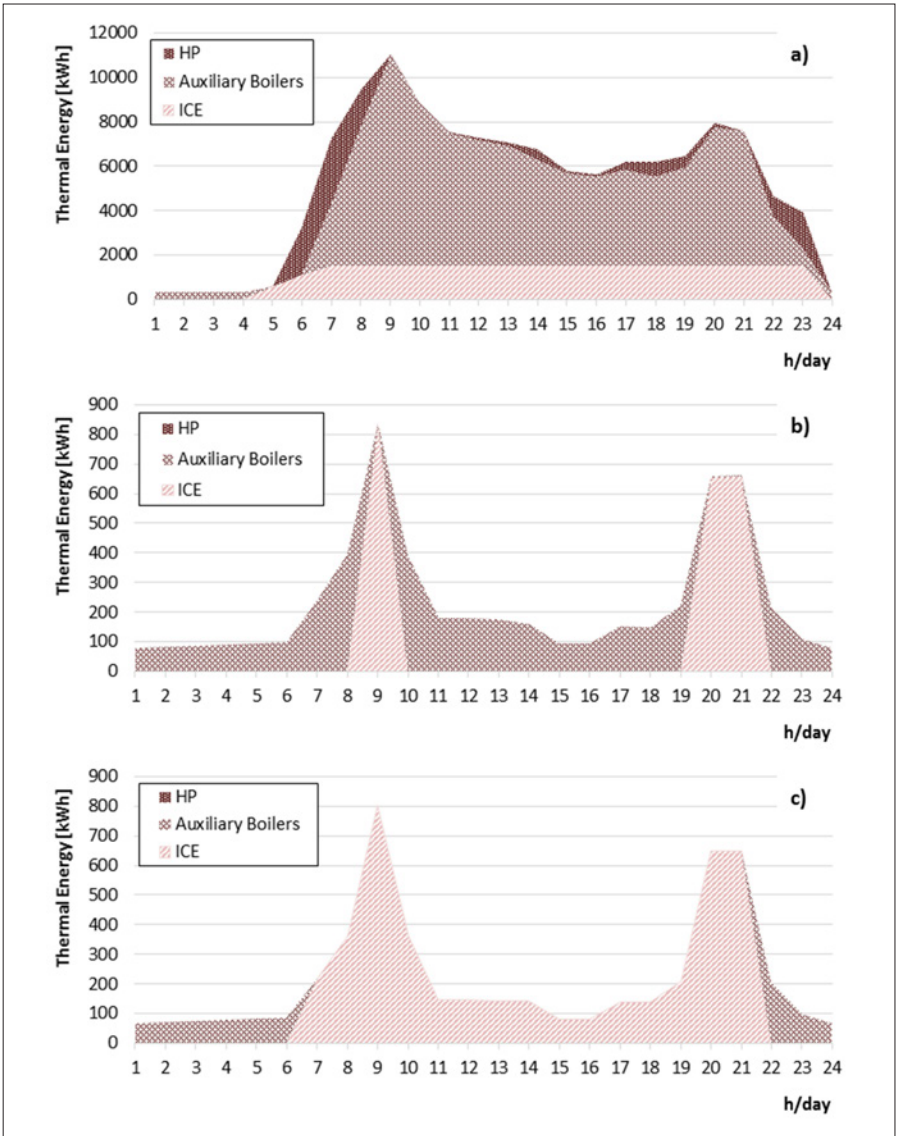 12000
10000
8000
6000
4000
2000
0
Thermal Energy [kWh]
HP
Auxiliary Boilers
ICE
a)
1 2 3 4 5 6 7 8 9 10 11 12 13 14 15 16 17 18 19 20 21 22 23 24
h/day
900
800
700
600
500
400
300
200
100
0
Thermal Energy [kWh]
HP
Auxiliary Boilers
ICE
b)
1 2 3 4 5 6 7 8 9 10 11 12 13 14 15 16 17 18 19 20 21 22 23 24
h/day
900
800
700
600
500
400
300
200
100
0
Thermal Energy [kWh]
HP
Auxiliary Boilers
ICE
c)
1 2 3 4 5 6 7 8 9 10 11 12 13 14 15 16 17 18 19 20 21 22 23 24
h/day